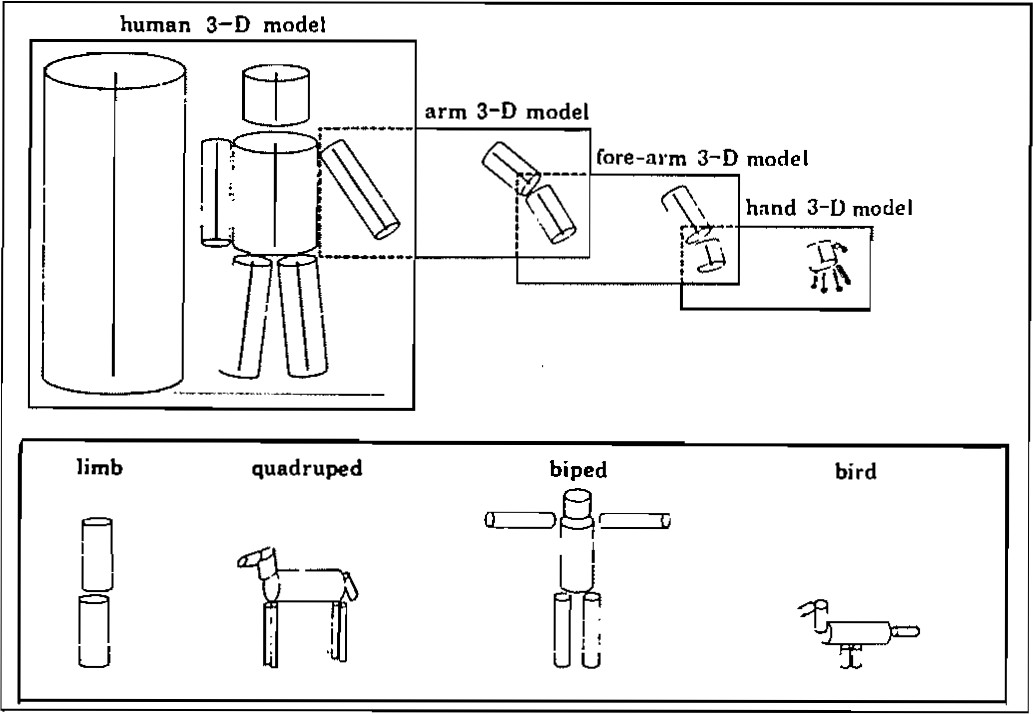 human 3-D model
arm 3-D model
fore-arm 3-D model
hand 3-D model
limb
quadruped
biped
bird